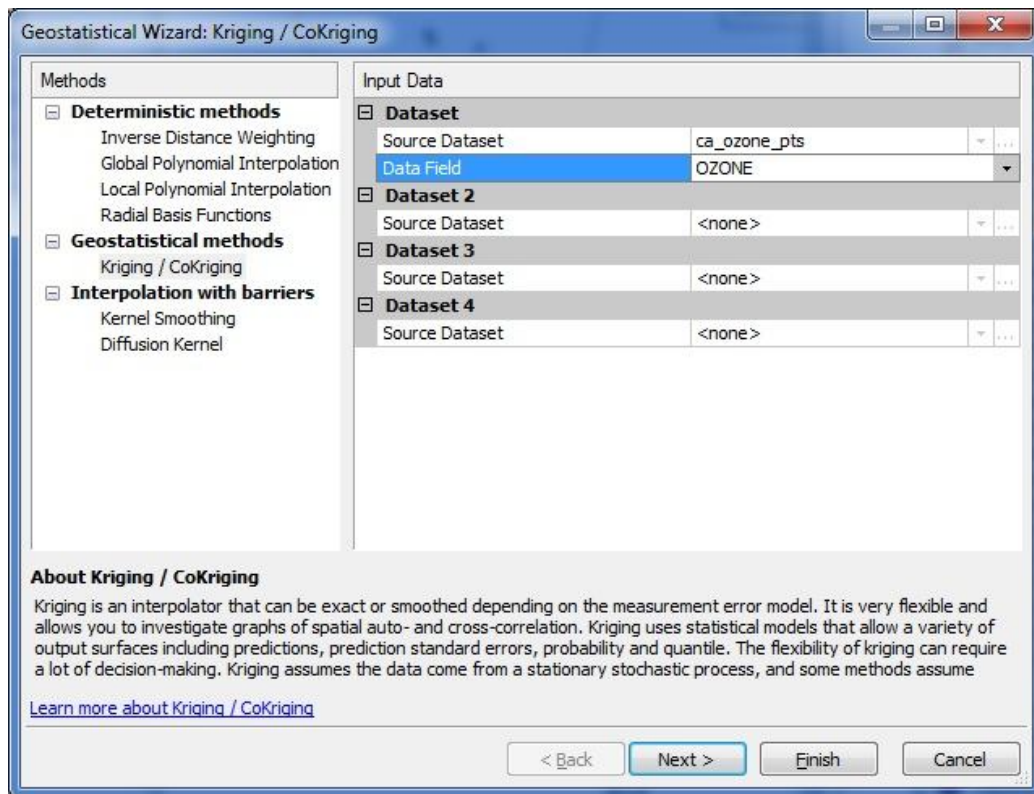 Geostatistical Wizard: Kriging / CoKriging
Methods
Deterministic methods
Inverse Distance Weighting
Global Polynomial Interpolation
Local Polynomial Interpolation
Radial Basis Functions
Geostatistical methods
Kriging / CoKriging
Interpolation with barriers
Kernel Smoothing
Diffusion Kernel
Input Data
Dataset
Source Dataset ca_ozone_pts
Data Field OZONE
Dataset 2
Source Dataset <none>
Dataset 3
Source Dataset <none>
Dataset 4
Source Dataset <none>
About Kriging / CoKriging
Kriging is an interpolator that can be exact or smoothed depending on the measurement error model. It is very flexible and
allows you to investigate graphs of spatial auto- and cross-correlation. Kriging uses statistical models that allow a variety of
output surfaces including predictions, prediction standard errors, probability and quantile. The flexibility of kriging can require
a lot of decision-making. Kriging assumes the data come from a stationary stochastic process, and some methods assume
Learn more about Kriging / CoKriging
< Back Next > Finish Cancel